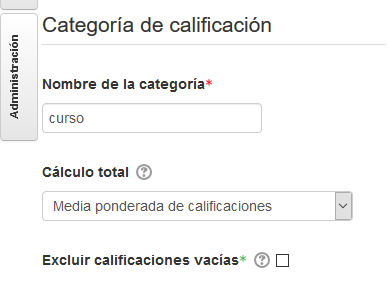 Categoría de calificación
Administración
Nombre de la categoría*
curso
Cálculo total ?
Media ponderada de calificaciones
Excluir calificaciones vacías* ?